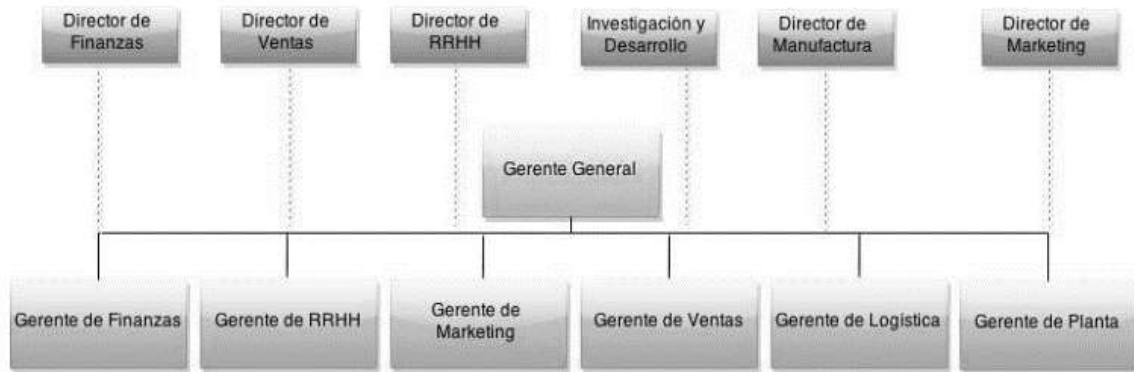 Director de
Finanzas
Director de
Ventas
Director de
RRHH
Investigación y
Desarrollo
Director de
Manufactura
Director de
Marketing
Gerente General
Gerente de Finanzas
Gerente de RRHH
Gerente de
Marketing
Gerente de Ventas
Gerente de Logística
Gerente de Planta